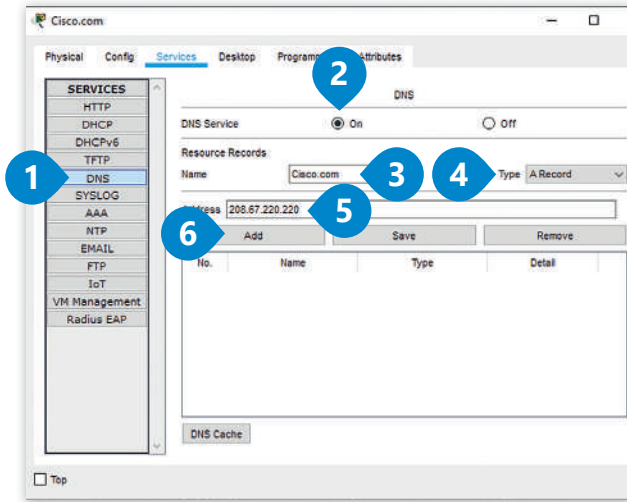 Cisco.com
Physical Config Services Desktop Attributes
SERVICES
HTTP
DHCP
DHCPv6
TFTP
DNS
SYSLOG
AAA
NTP
EMAIL
FTP
IoT
VM Management
Radius EAP
DNS
DNS Service On Off
Resource Records
Name Cisco.com Type A Record
208.67.220.220
Add Save Remove
No. Name Type Detail
DNS Cache
Top
1
2
3
4
5
6